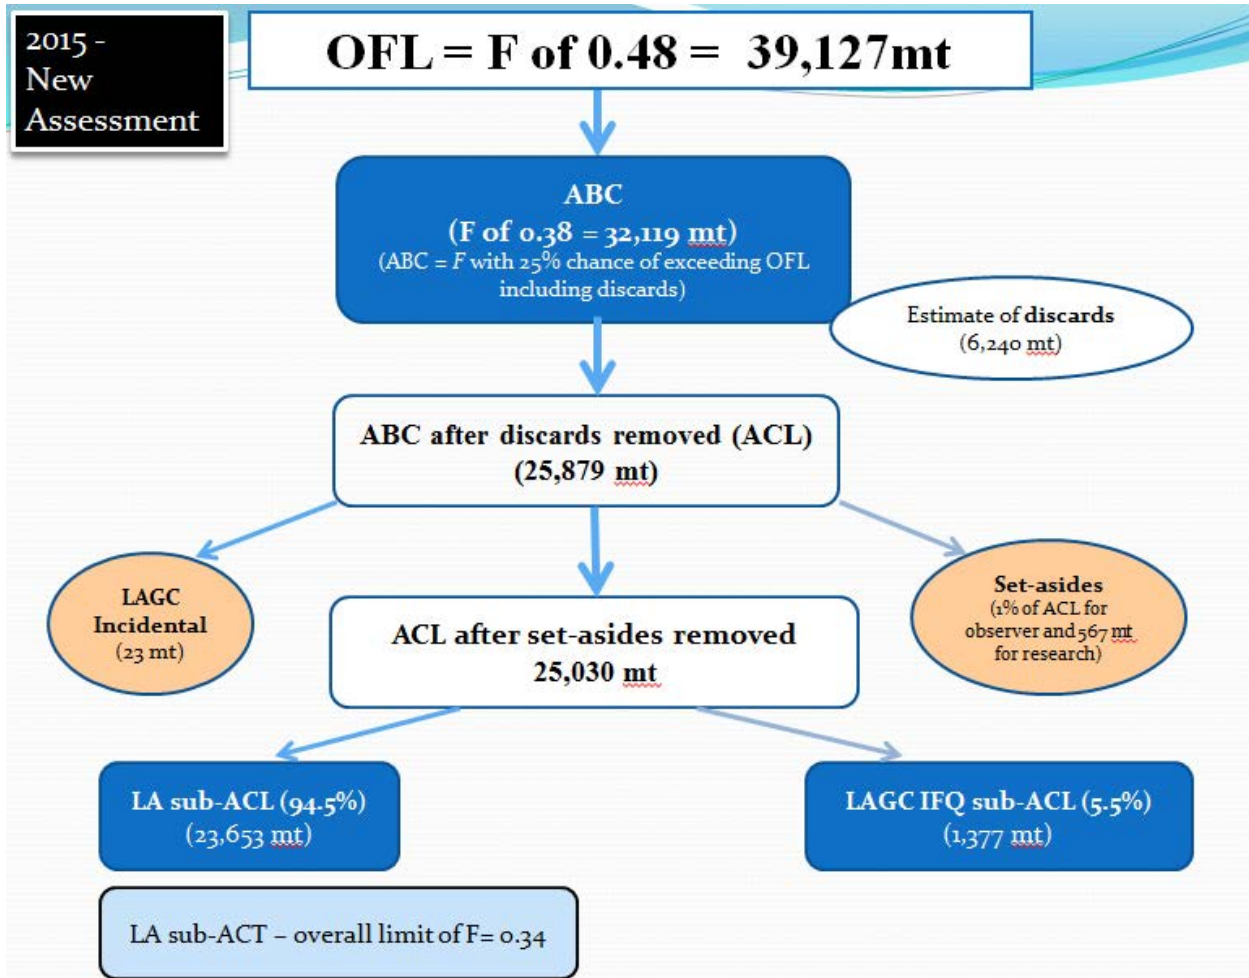 2015 -
New
Assessment
OFL = F of 0.48 = 39,127mt
ABC
(F of 0.38 = 32,119 mt)
(ABC = F with 25% chance of exceeding OFL
including discards)
Estimate of discards
(6,240 mt)
ABC after discards removed (ACL)
(25,879 mt)
LAGC
Incidental
(23 mt)
Set-asides
(1% of ACL for
observer and 567 mt
for research)
ACL after set-asides removed
25,030 mt
LA sub-ACL (94.5%)
(23,653 mt)
LAGC IFQ sub-ACL (5.5%)
(1,377 mt)
LA sub-ACT – overall limit of F= 0.34